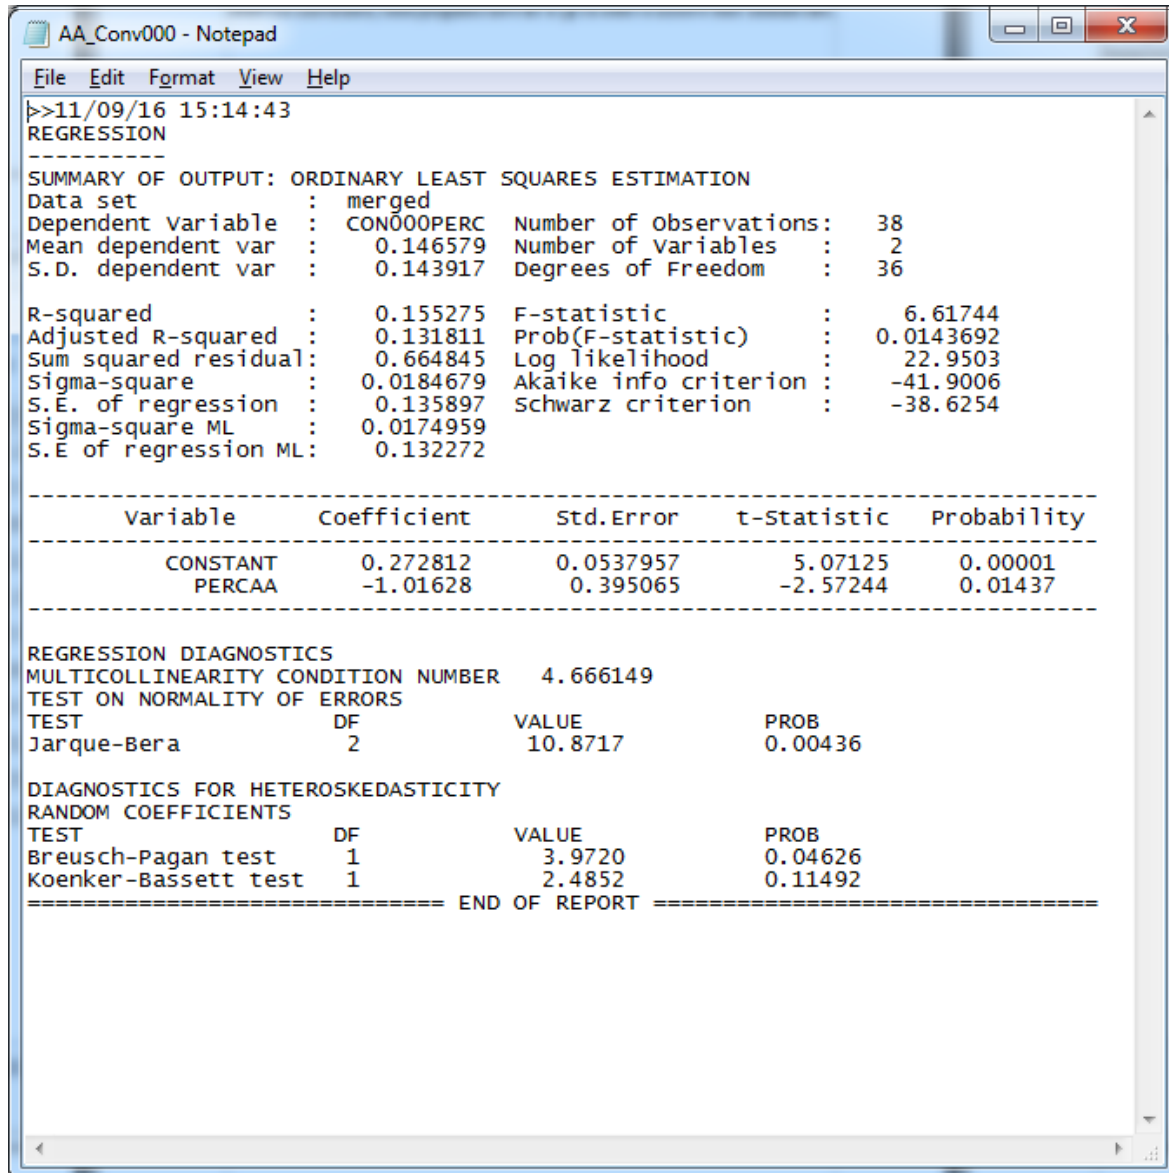 AA_Conv000 - Notepad
File Edit Format View Help
>>11/09/16 15:14:43
REGRESSION
----------
SUMMARY OF OUTPUT: ORDINARY LEAST SQUARES ESTIMATION
Data set : merged
Dependent Variable : CON000PERC Number of Observations: 38
Mean dependent var : 0.146579 Number of Variables : 2
S.D. dependent var : 0.143917 Degrees of Freedom : 36
R-squared : 0.155275 F-statistic : 6.61744
Adjusted R-squared : 0.131811 Prob(F-statistic) : 0.0143692
Sum squared residual: 0.664845 Log likelihood : 22.9503
Sigma-square : 0.0184679 Akaike info criterion : -41.9006
S.E. of regression : 0.135897 Schwarz criterion : -38.6254
Sigma-square ML : 0.0174959
S.E of regression ML: 0.132272
-----------------------------------------------------------------------------
Variable Coefficient Std.Error t-Statistic Probability
-----------------------------------------------------------------------------
CONSTANT 0.272812 0.0537957 5.07125 0.00001
PERCAA -1.01628 0.395065 -2.57244 0.01437
-----------------------------------------------------------------------------
REGRESSION DIAGNOSTICS
MULTICOLLINEARITY CONDITION NUMBER 4.666149
TEST ON NORMALITY OF ERRORS
TEST DF VALUE PROB
Jarque-Bera 2 10.8717 0.00436
DIAGNOSTICS FOR HETEROSKEDASTICITY
RANDOM COEFFICIENTS
TEST DF VALUE PROB
Breusch-Pagan test 1 3.9720 0.04626
Koenker-Bassett test 1 2.4852 0.11492
============================== END OF REPORT ================================